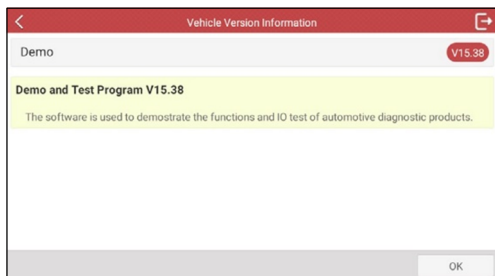 Vehicle Version Information
Demo V15.38
Demo and Test Program V15.38
The software is used to demostrate the functions and IO test of automotive diagnostic products.
OK